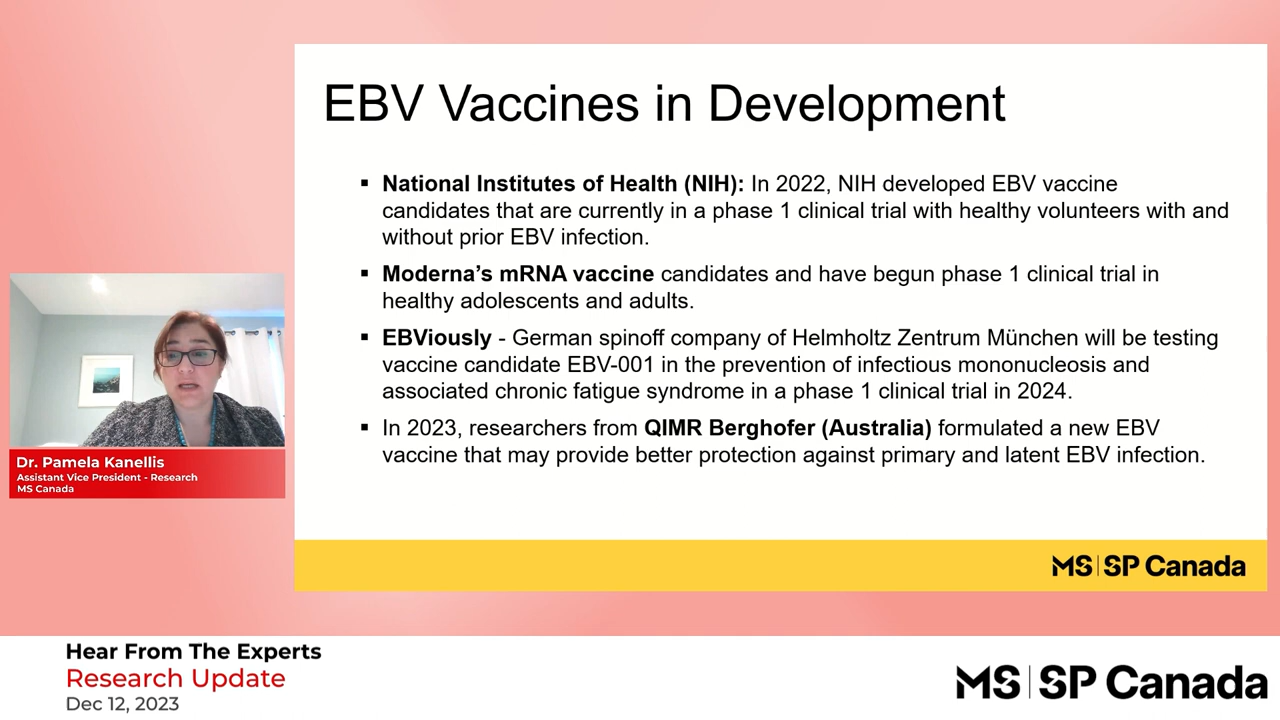 EBV Vaccines in Development
▪ National Institutes of Health (NIH): In 2022, NIH developed EBV vaccine
candidates that are currently in a phase 1 clinical trial with healthy volunteers with and
without prior EBV infection.
▪ Moderna’s mRNA vaccine candidates and have begun phase 1 clinical trial in
healthy adolescents and adults.
▪ EBViously - German spinoff company of Helmholtz Zentrum München will be testing
vaccine candidate EBV-001 in the prevention of infectious mononucleosis and
associated chronic fatigue syndrome in a phase 1 clinical trial in 2024.
▪ In 2023, researchers from QIMR Berghofer (Australia) formulated a new EBV
vaccine that may provide better protection against primary and latent EBV infection.
MS | SP Canada
Dr. Pamela Kanellis
Assistant Vice President - Research
MS Canada
Hear From The Experts
Research Update
Dec 12, 2023
MS | SP Canada